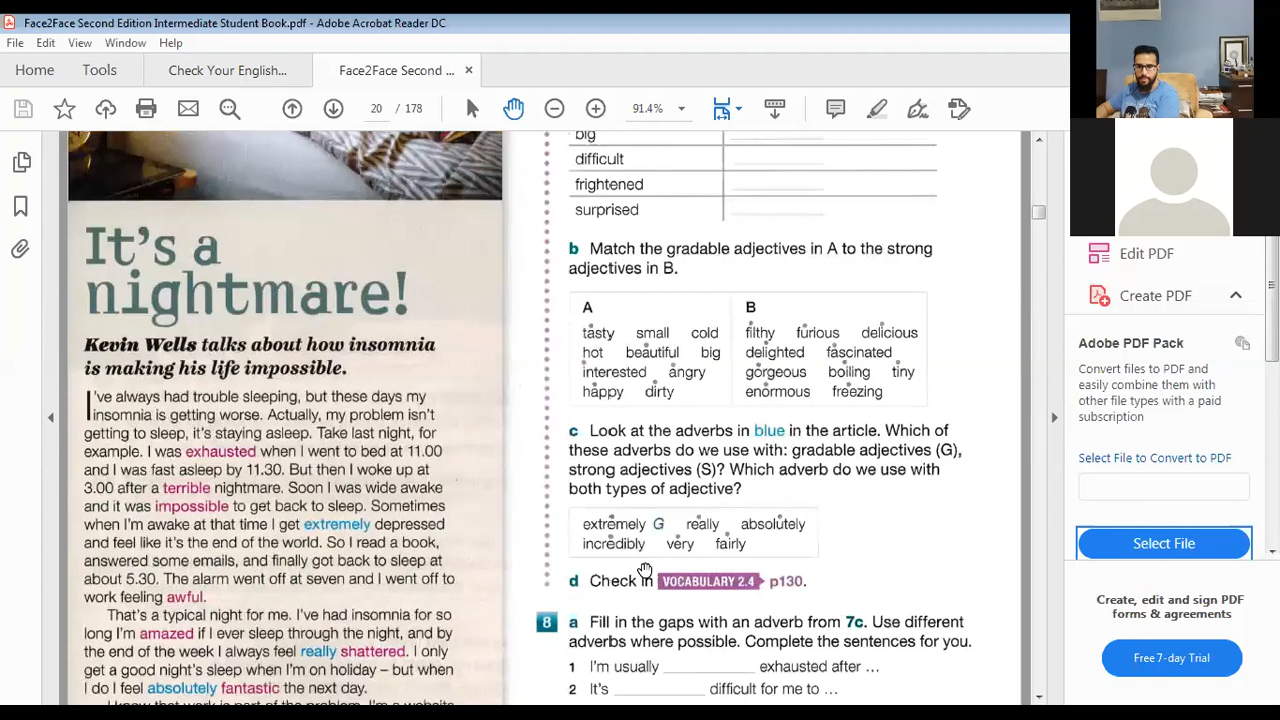 Face2Face Second Edition Intermediate Student Book.pdf - Adobe Acrobat Reader DC
File Edit View Window Help
Home Tools Check Your English... Face2Face Second ... ×
20 / 178 91.4%
It's a
nightmare!
Kevin Wells talks about how insomnia
is making his life impossible.
I've always had trouble sleeping, but these days my
insomnia is getting worse. Actually, my problem isn't
getting to sleep, it's staying asleep. Take last night, for
example. I was exhausted when I went to bed at 11.00
and I was fast asleep by 11.30. But then I woke up at
3.00 after a terrible nightmare. Soon I was wide awake
and it was impossible to get back to sleep. Sometimes
when I'm awake at that time I get extremely depressed
and feel like it's the end of the world. So I read a book,
answered some emails, and finally got back to sleep at
about 5.30. The alarm went off at seven and I went off to
work feeling awful.
That's a typical night for me. I've had insomnia for so
long I'm amazed if I ever sleep through the night, and by
the end of the week I always feel really shattered. I only
get a good night's sleep when I'm on holiday – but when
I do I feel absolutely fantastic the next day.
I know that work is part of the problem. I'm a website
big
difficult
frightened
surprised
b Match the gradable adjectives in A to the strong
adjectives in B.
A
tasty small cold
hot beautiful big
interested angry
happy dirty
B
filthy furious delicious
delighted fascinated
gorgeous boiling tiny
enormous freezing
c Look at the adverbs in blue in the article. Which of
these adverbs do we use with: gradable adjectives (G),
strong adjectives (S)? Which adverb do we use with
both types of adjective?
extremely G really absolutely
incredibly very fairly
d Check in VOCABULARY 2.4 p130.
8 a Fill in the gaps with an adverb from 7c. Use different
adverbs where possible. Complete the sentences for you.
1 I'm usually ____________ exhausted after ...
2 It's ____________ difficult for me to ...
Edit PDF
Create PDF
Adobe PDF Pack
Convert files to PDF and
easily combine them with
other file types with a paid
subscription
Select File to Convert to PDF
Select File
Create, edit and sign PDF
forms & agreements
Free 7-day Trial